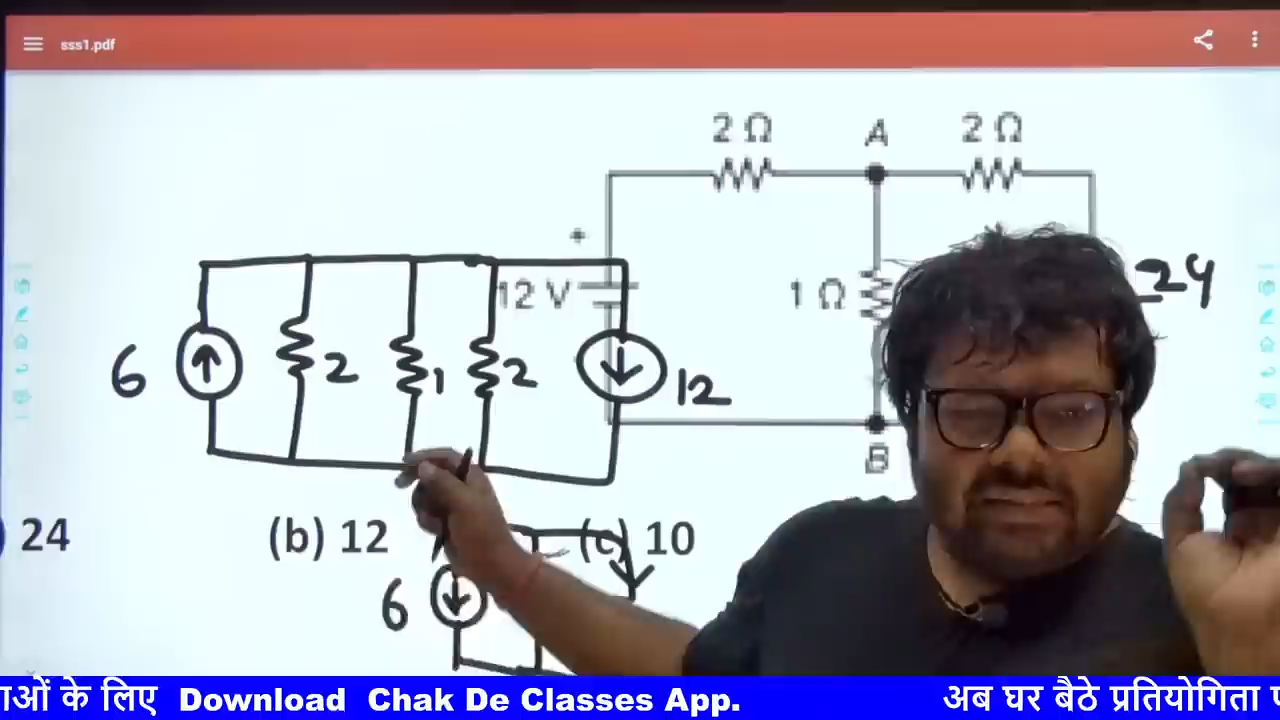 sss1.pdf
2 Ω A 2 Ω
+
12 V 1 Ω 24
6 2 1 2 12
B
24 (b) 12 (c) 10
6
ाओं के लिए Download Chak De Classes App. अब घर बैठे प्रतियोगिता